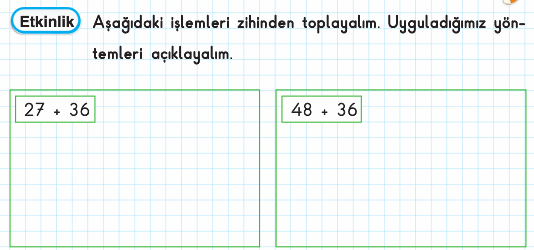 Etkinlik Aşağıdaki işlemleri zihinden toplayalım. Uyguladığımız yön-
temleri açıklayalım.
27 + 36
48 + 36